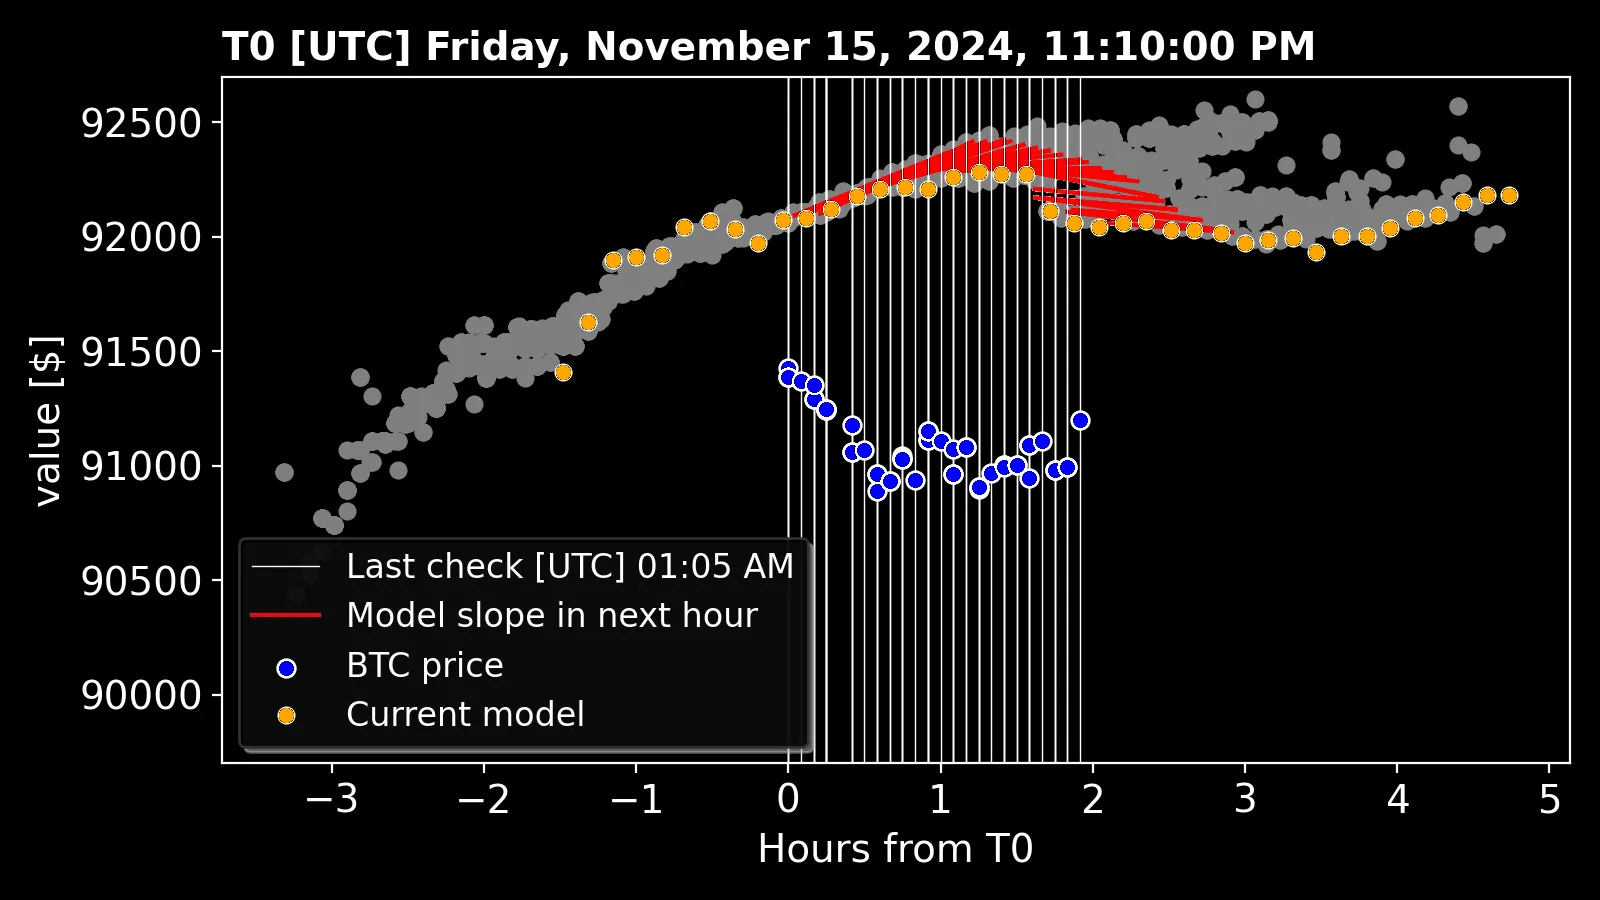 T0 [UTC] Friday, November 15, 2024, 11:10:00 PM
value [$]
92500
92000
91500
91000
90500
90000
Last check [UTC] 01:05 AM
Model slope in next hour
BTC price
Current model
−3 −2 −1 0 1 2 3 4 5
Hours from T0